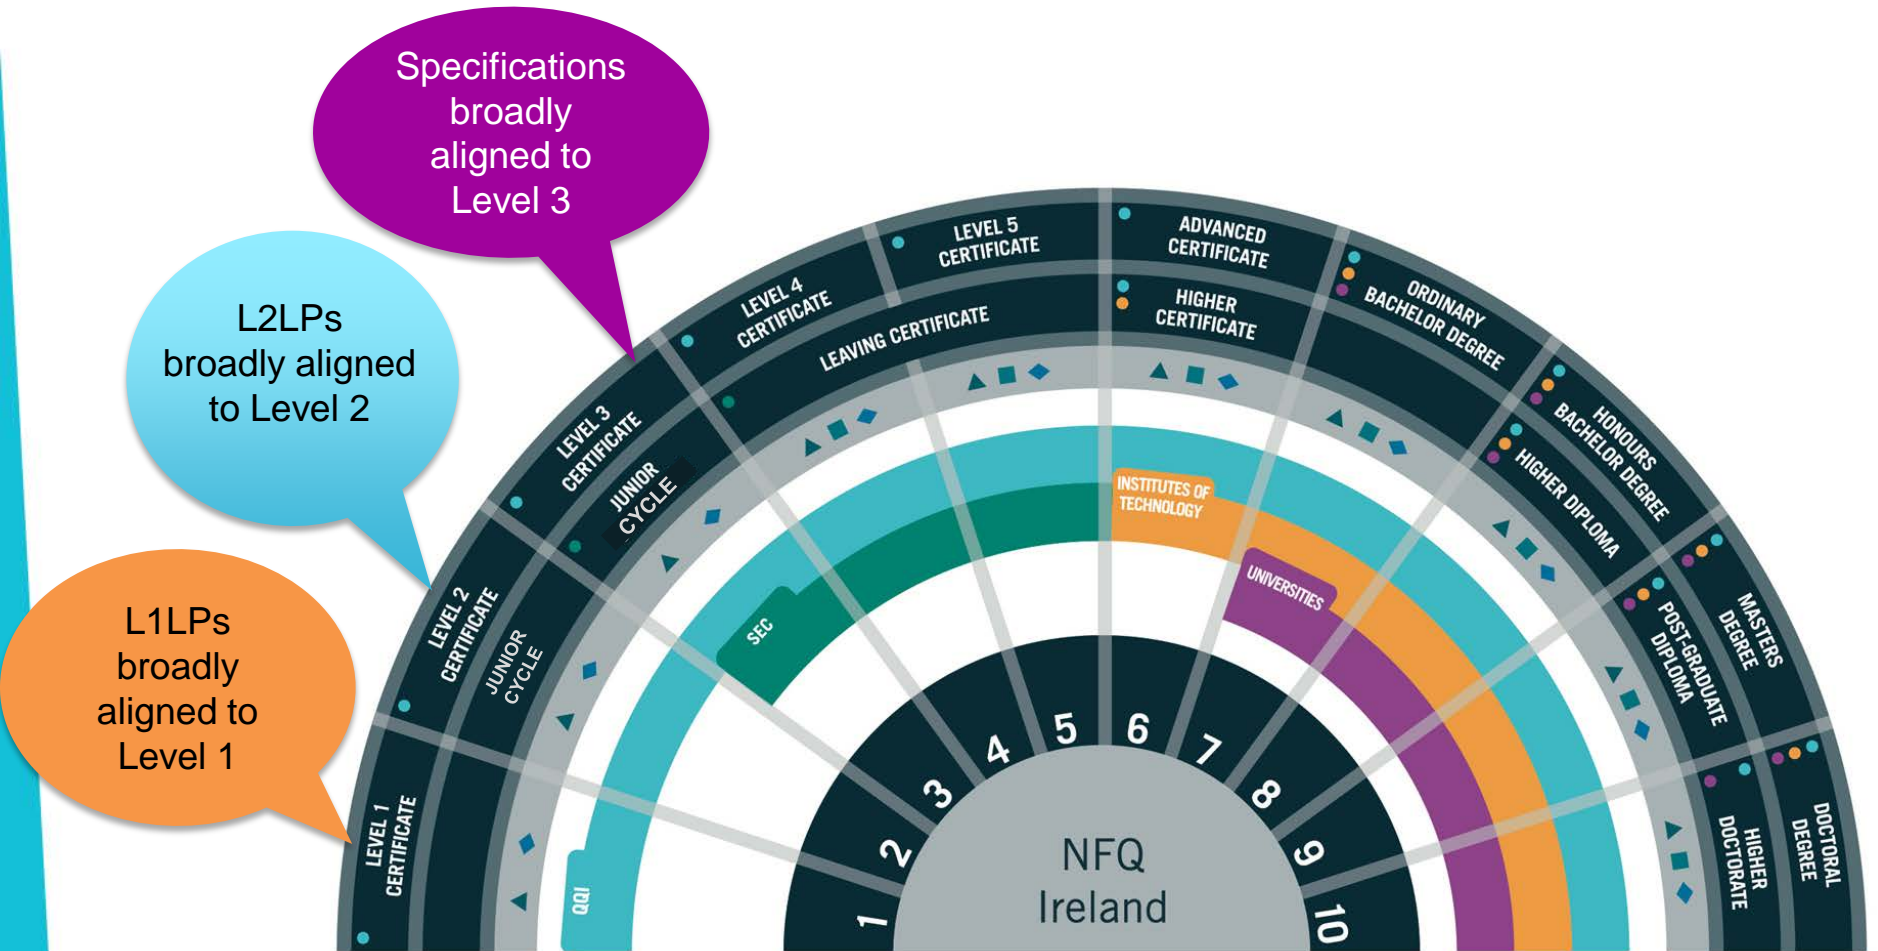 Specifications
broadly
aligned to
Level 3
L2LPs
broadly aligned
to Level 2
L1LPs
broadly
aligned to
Level 1
LEVEL 1
CERTIFICATE
LEVEL 2
CERTIFICATE
JUNIOR
CYCLE
LEVEL 3
CERTIFICATE
JUNIOR
CYCLE
LEVEL 4
CERTIFICATE
LEAVING CERTIFICATE
LEVEL 5
CERTIFICATE
ADVANCED
CERTIFICATE
HIGHER
CERTIFICATE
ORDINARY
BACHELOR DEGREE
HONOURS
BACHELOR DEGREE
HIGHER DIPLOMA
MASTERS
DEGREE
POST-GRADUATE
DIPLOMA
DOCTORAL
DEGREE
HIGHER
DOCTORATE
QQI
SEC
INSTITUTES OF
TECHNOLOGY
UNIVERSITIES
1
2
3
4
5
6
7
8
9
10
NFQ
Ireland